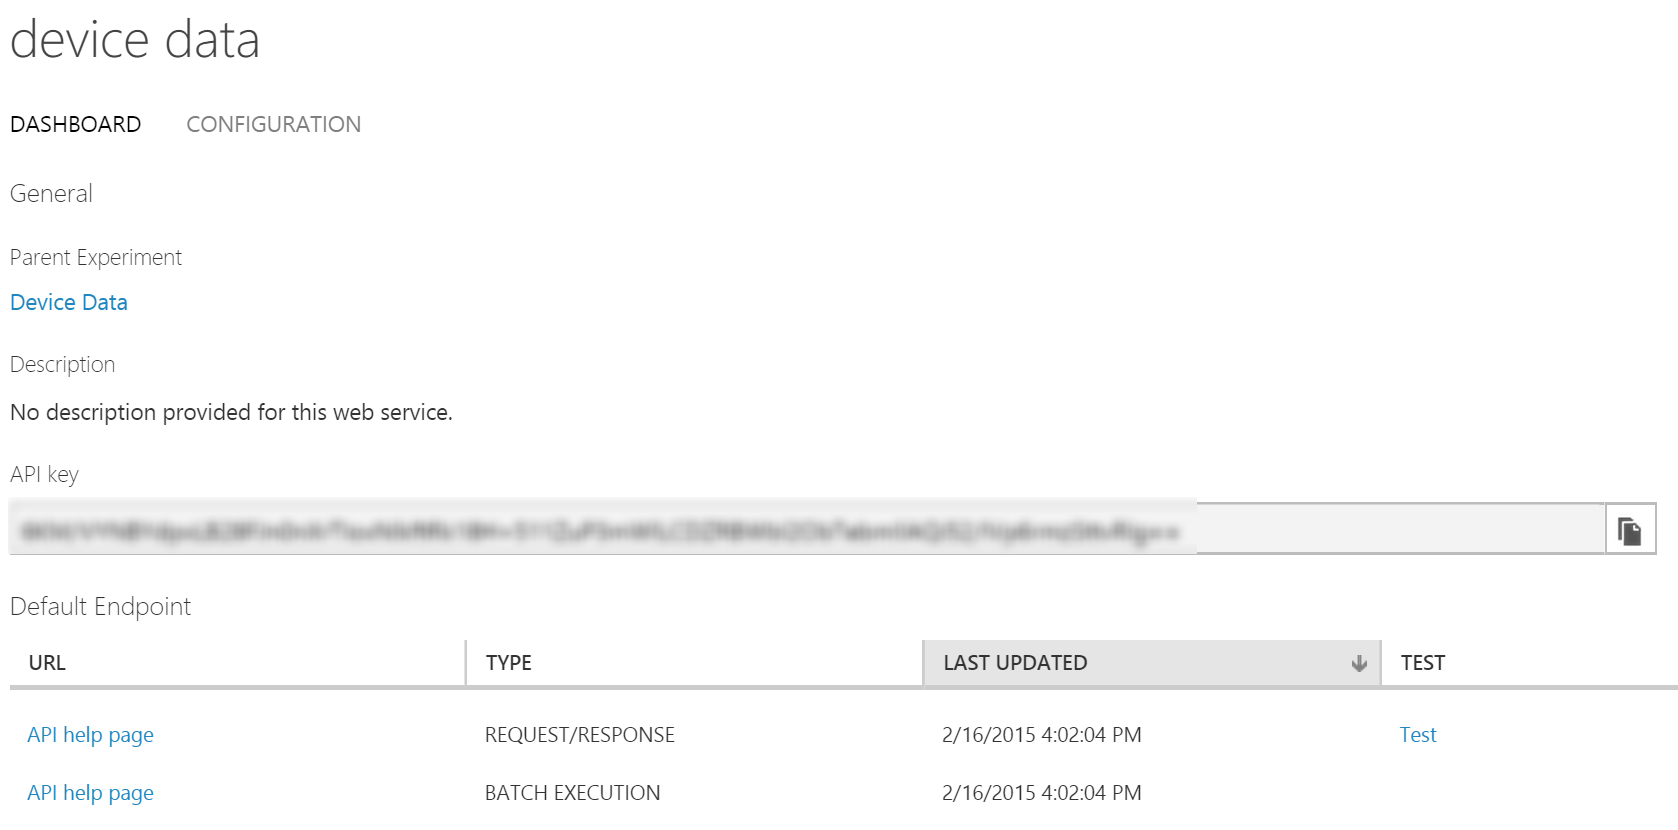 device data
DASHBOARD CONFIGURATION
General
Parent Experiment
Device Data
Description
No description provided for this web service.
API key
Default Endpoint
URL TYPE LAST UPDATED TEST
API help page REQUEST/RESPONSE 2/16/2015 4:02:04 PM Test
API help page BATCH EXECUTION 2/16/2015 4:02:04 PM